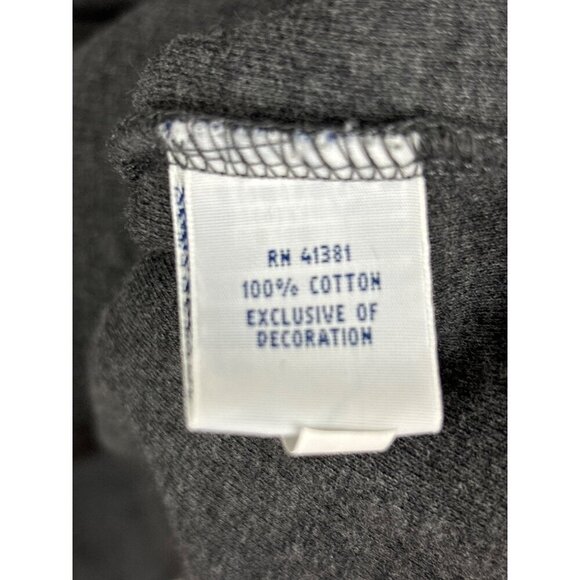 RN 41381
100% COTTON
EXCLUSIVE OF
DECORATION